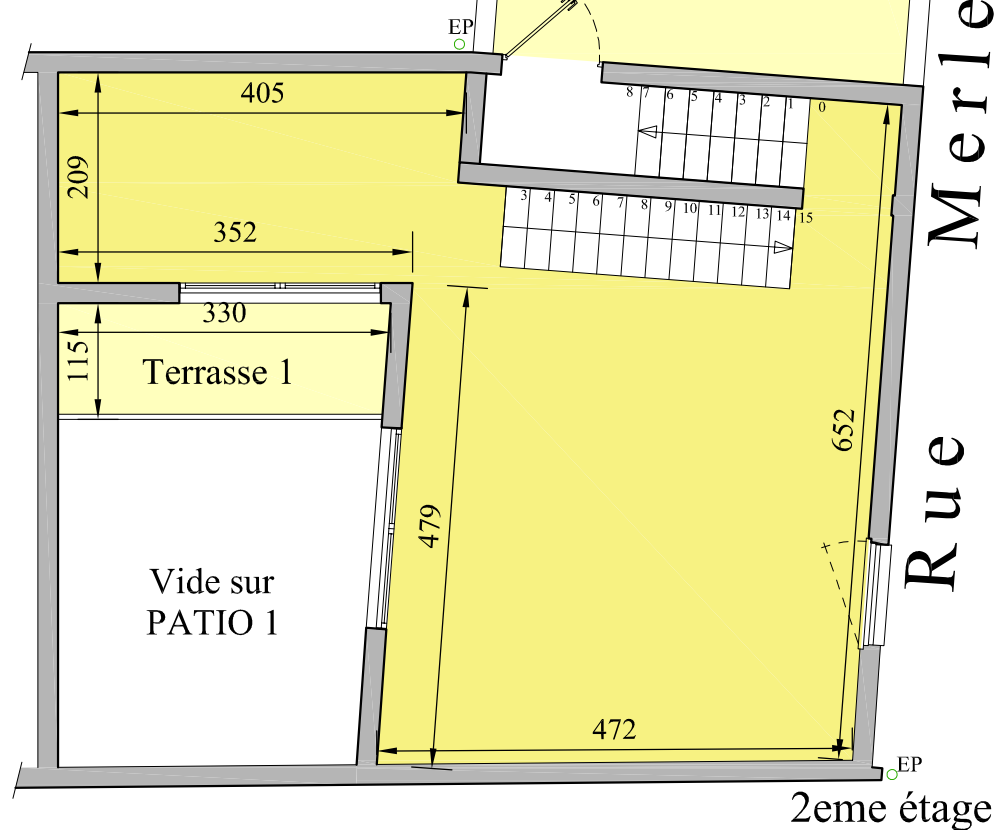 EP
Rue Merle
405
209
8 7 6 5 4 3 2 1 0
3 4 5 6 7 8 9 10 11 12 13 14 15
352
330
115
Terrasse 1
652
479
Vide sur
PATIO 1
472
EP
2eme étage